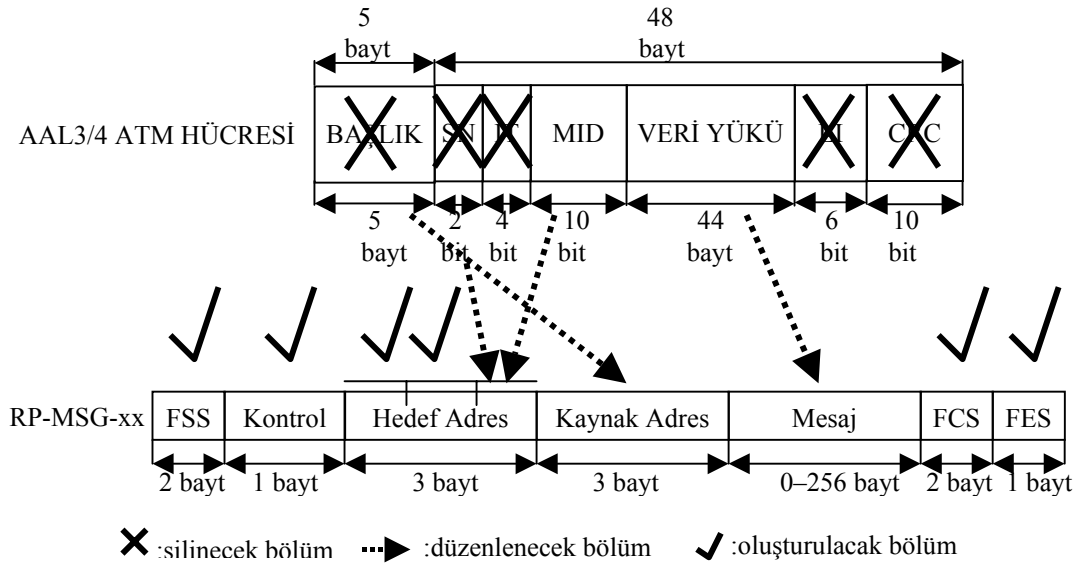 5
bayt
48
bayt
AAL3/4 ATM HÜCRESİ
BAŞLIK SN IT MID VERİ YÜKÜ LI CRC
5
bayt
2
bit
4
bit
10
bit
44
bayt
6
bit
10
bit
RP-MSG-xx
FSS Kontrol Hedef Adres Kaynak Adres Mesaj FCS FES
2 bayt 1 bayt 3 bayt 3 bayt 0–256 bayt 2 bayt 1 bayt
:silinecek bölüm :düzenlenecek bölüm :oluşturulacak bölüm